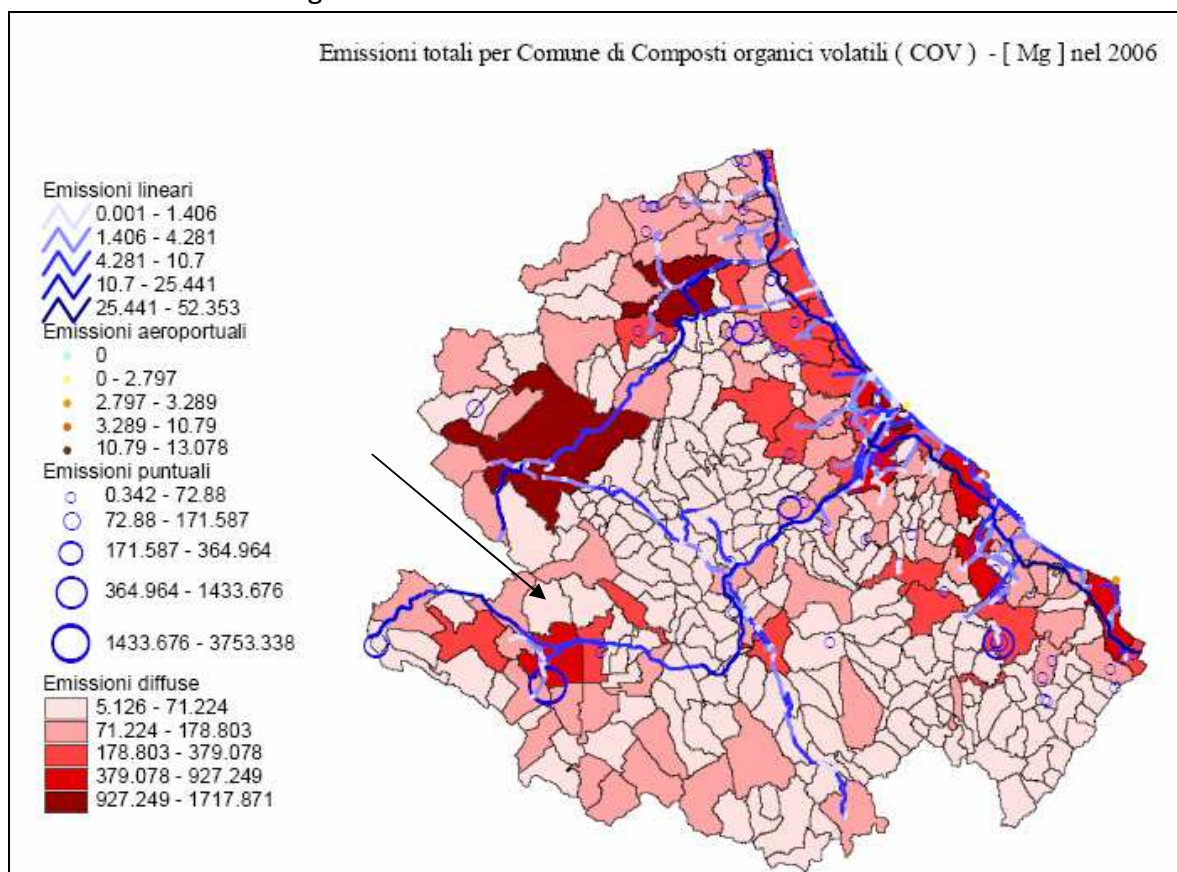 Emissioni totali per Comune di Composti organici volatili ( COV ) - [ Mg ] nel 2006
Emissioni lineari
0.001 - 1.406
1.406 - 4.281
4.281 - 10.7
10.7 - 25.441
25.441 - 52.353
Emissioni aeroportuali
0
0 - 2.797
2.797 - 3.289
3.289 - 10.79
10.79 - 13.078
Emissioni puntuali
0.342 - 72.88
72.88 - 171.587
171.587 - 364.964
364.964 - 1433.676
1433.676 - 3753.338
Emissioni diffuse
5.126 - 71.224
71.224 - 178.803
178.803 - 379.078
379.078 - 927.249
927.249 - 1717.871